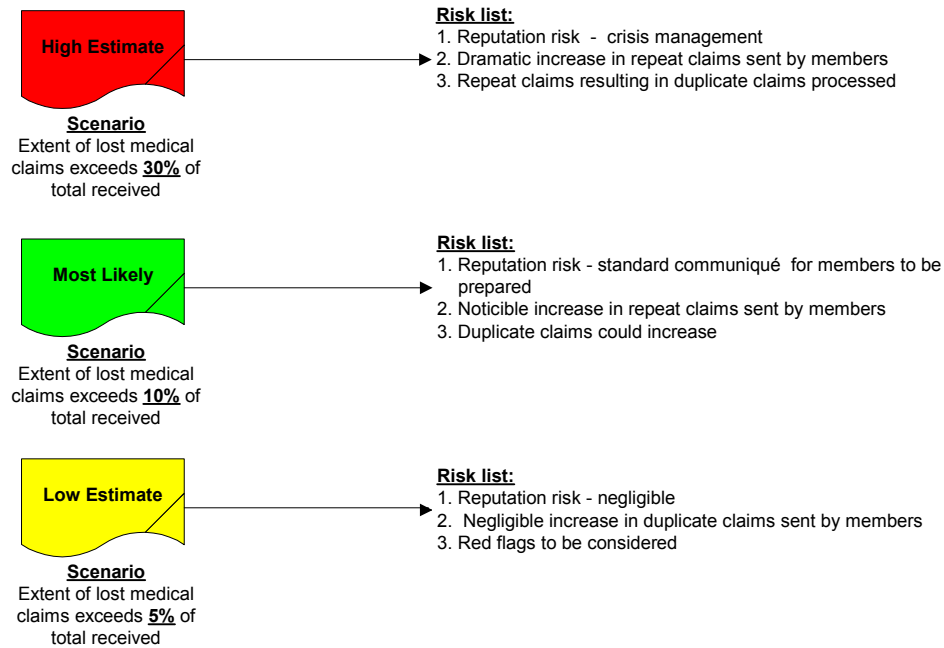 High Estimate
Scenario
Extent of lost medical
claims exceeds 30% of
total received
Risk list:
1. Reputation risk - crisis management
2. Dramatic increase in repeat claims sent by members
3. Repeat claims resulting in duplicate claims processed
Most Likely
Scenario
Extent of lost medical
claims exceeds 10% of
total received
Risk list:
1. Reputation risk - standard communiqué for members to be
prepared
2. Noticible increase in repeat claims sent by members
3. Duplicate claims could increase
Low Estimate
Scenario
Extent of lost medical
claims exceeds 5% of
total received
Risk list:
1. Reputation risk - negligible
2. Negligible increase in duplicate claims sent by members
3. Red flags to be considered